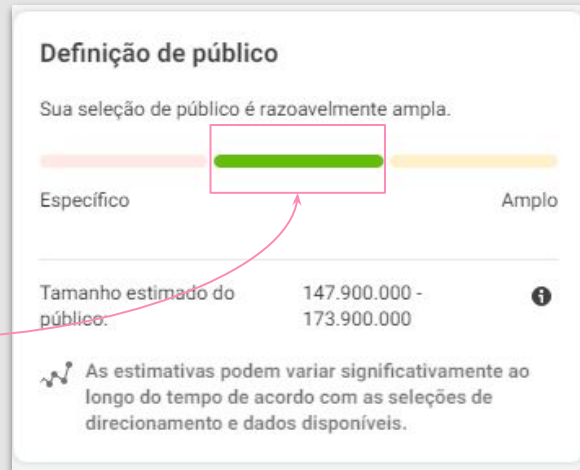 Definição de público
Sua seleção de público é razoavelmente ampla.
Específico Amplo
Tamanho estimado do 147.900.000 -
público: 173.900.000
As estimativas podem variar significativamente ao
longo do tempo de acordo com as seleções de
direcionamento e dados disponíveis.